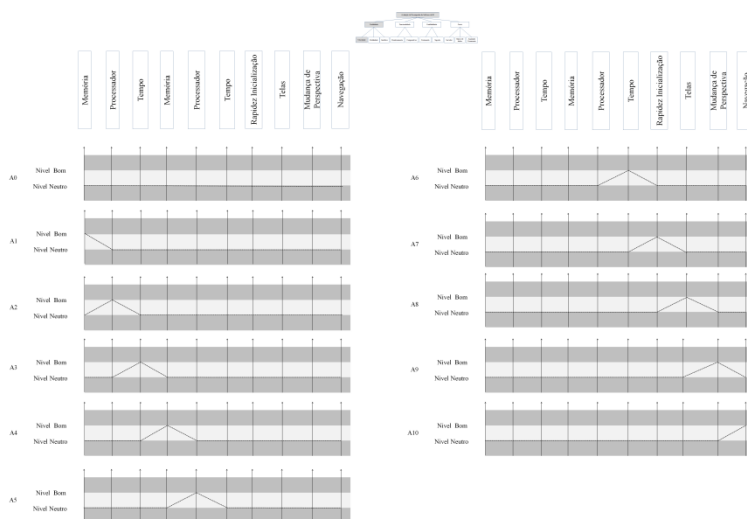 Memória
Processador
Tempo
Memória
Processador
Tempo
Rapidez Inicialização
Telas
Mudança de
Perspectiva
Navegação
Memória
Processador
Tempo
Memória
Processador
Tempo
Rapidez Inicialização
Telas
Mudança de
Perspectiva
Navegação
A0
Nível Bom
Nível Neutro
A1
Nível Bom
Nível Neutro
A2
Nível Bom
Nível Neutro
A3
Nível Bom
Nível Neutro
A4
Nível Bom
Nível Neutro
A5
Nível Bom
Nível Neutro
A6
Nível Bom
Nível Neutro
A7
Nível Bom
Nível Neutro
A8
Nível Bom
Nível Neutro
A9
Nível Bom
Nível Neutro
A10
Nível Bom
Nível Neutro